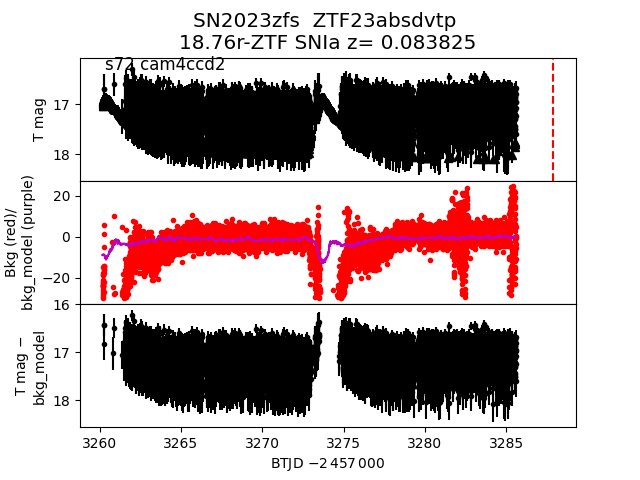 SN2023zfs  ZTF23absdvtp
18.76r-ZTF SNIa z= 0.083825
s72 cam4ccd2
T mag
17
18
Bkg (red)/
bkg_model (purple)
20
0
−20
T mag −
bkg_model
16
17
18
3260 3265 3270 3275 3280 3285
BTJD −2 457 000